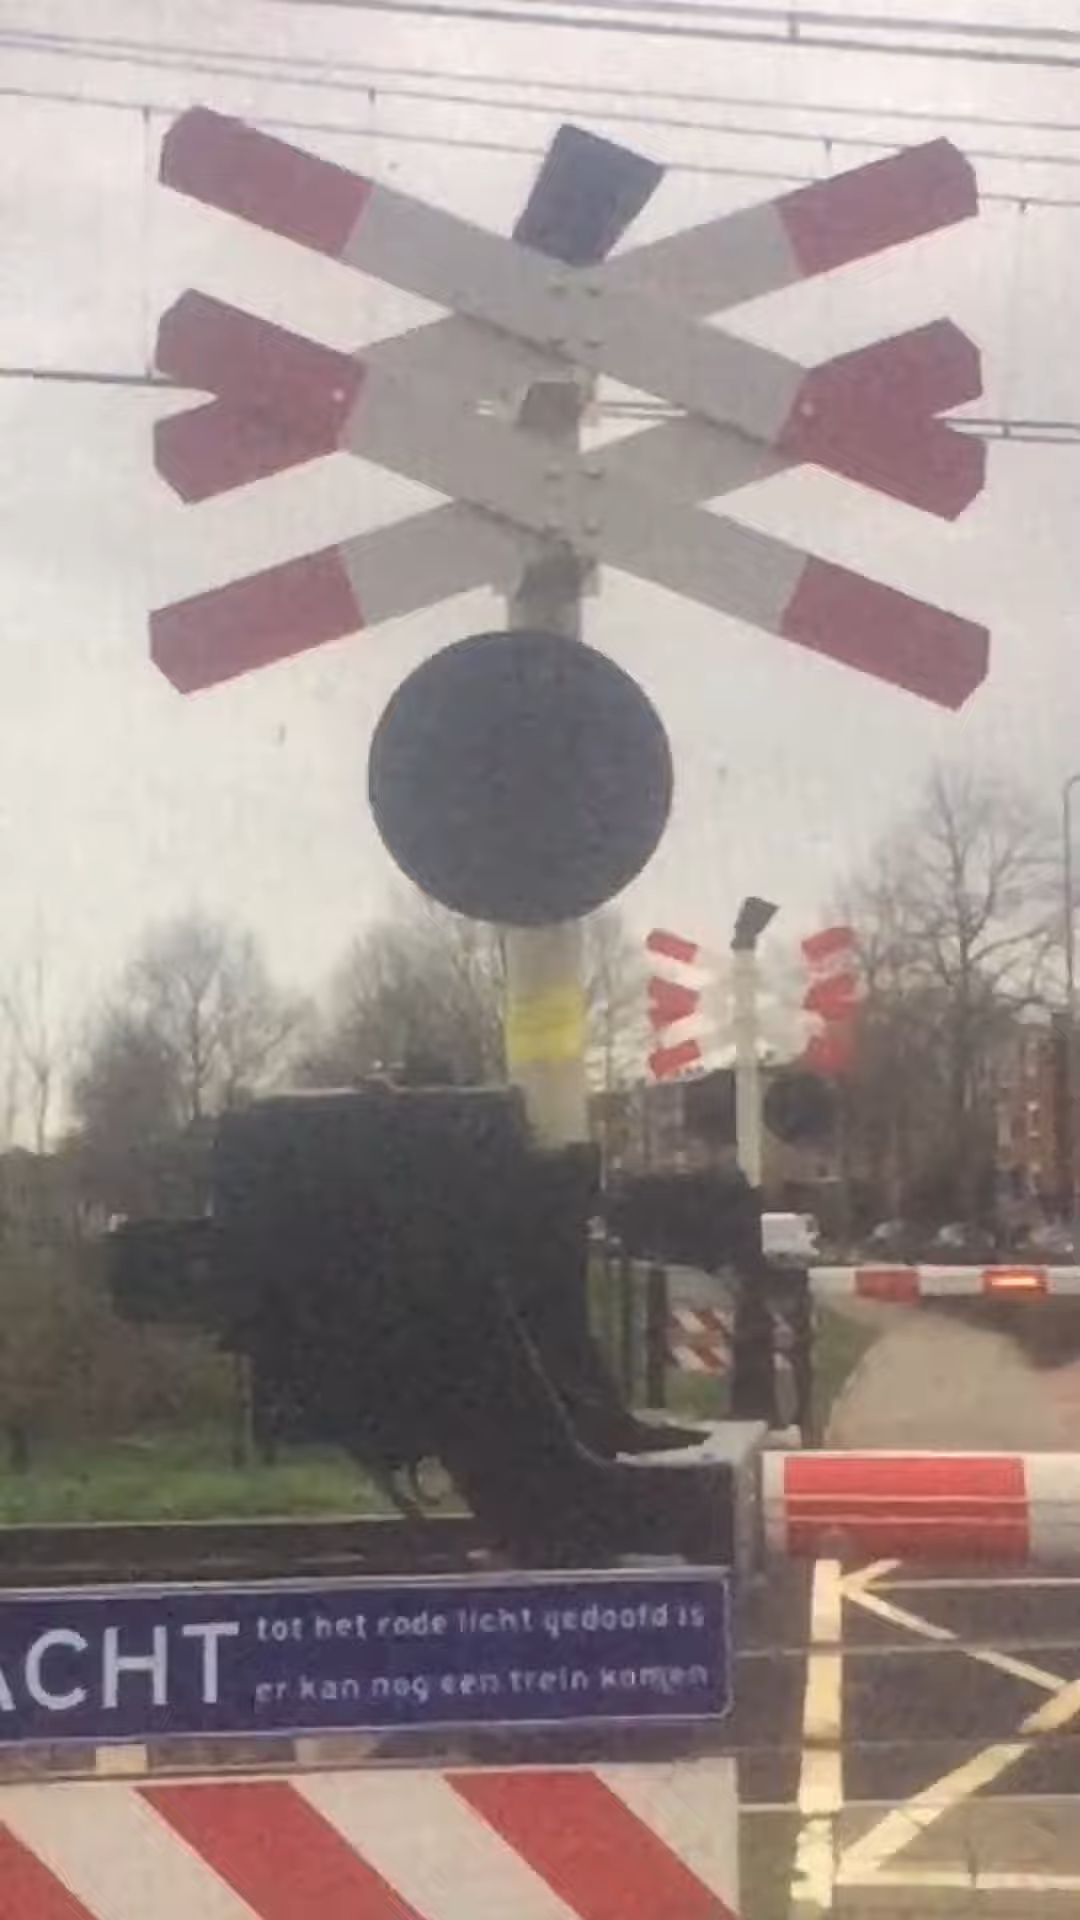 ACHT
tot het rode licht gedoofd is
er kan nog een trein komen